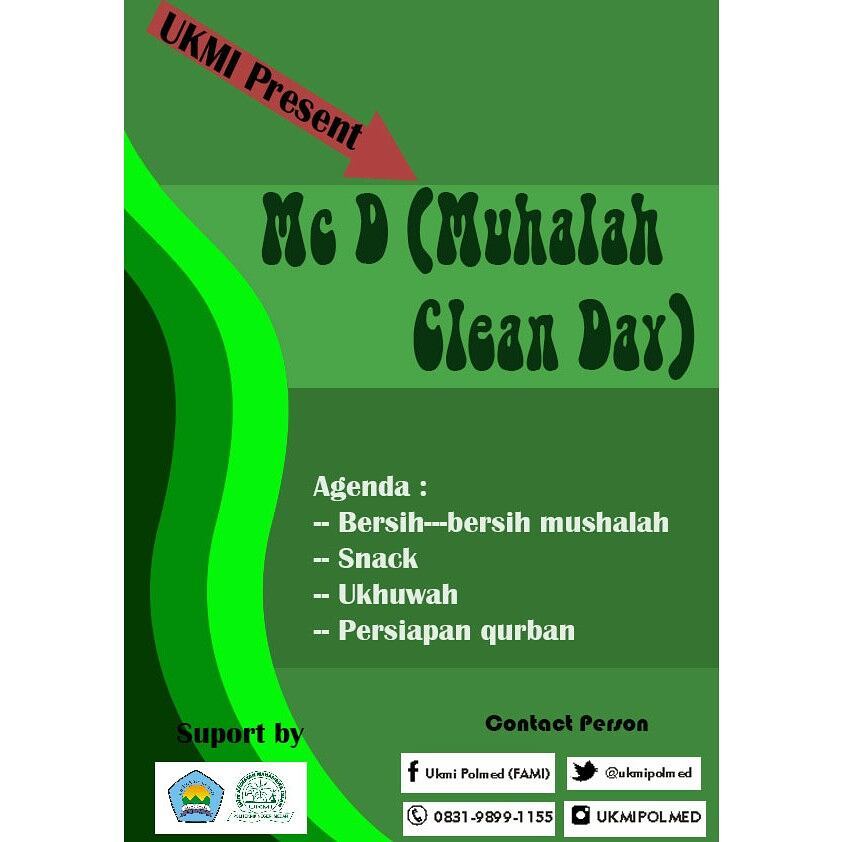 UKMI Present
Mc D (Muhalah
Clean Day)
Agenda :
-- Bersih---bersih mushalah
-- Snack
-- Ukhuwah
-- Persiapan qurban
Suport by
UKMI
Contact Person
Ukmi Polmed (FAMI)
@ukmipolmed
0831-9899-1155
UKMIPOLMED